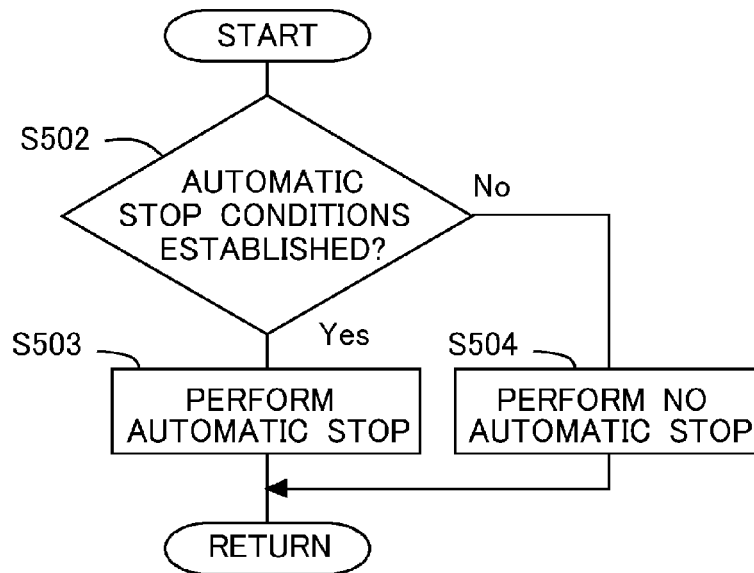 START
S502
AUTOMATIC
STOP CONDITIONS
ESTABLISHED?
No
Yes
S503
PERFORM
AUTOMATIC STOP
S504
PERFORM NO
AUTOMATIC STOP
RETURN